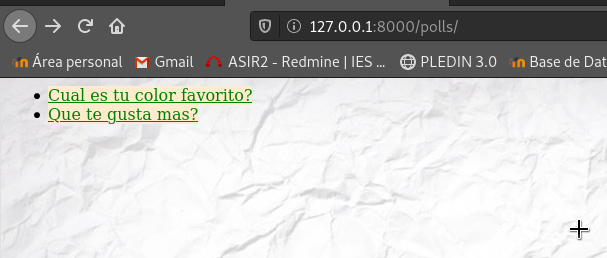 127.0.0.1:8000/polls/
Área personal Gmail ASIR2 - Redmine | IES ... PLEDIN 3.0 Base de Dat
Cual es tu color favorito?
Que te gusta mas?